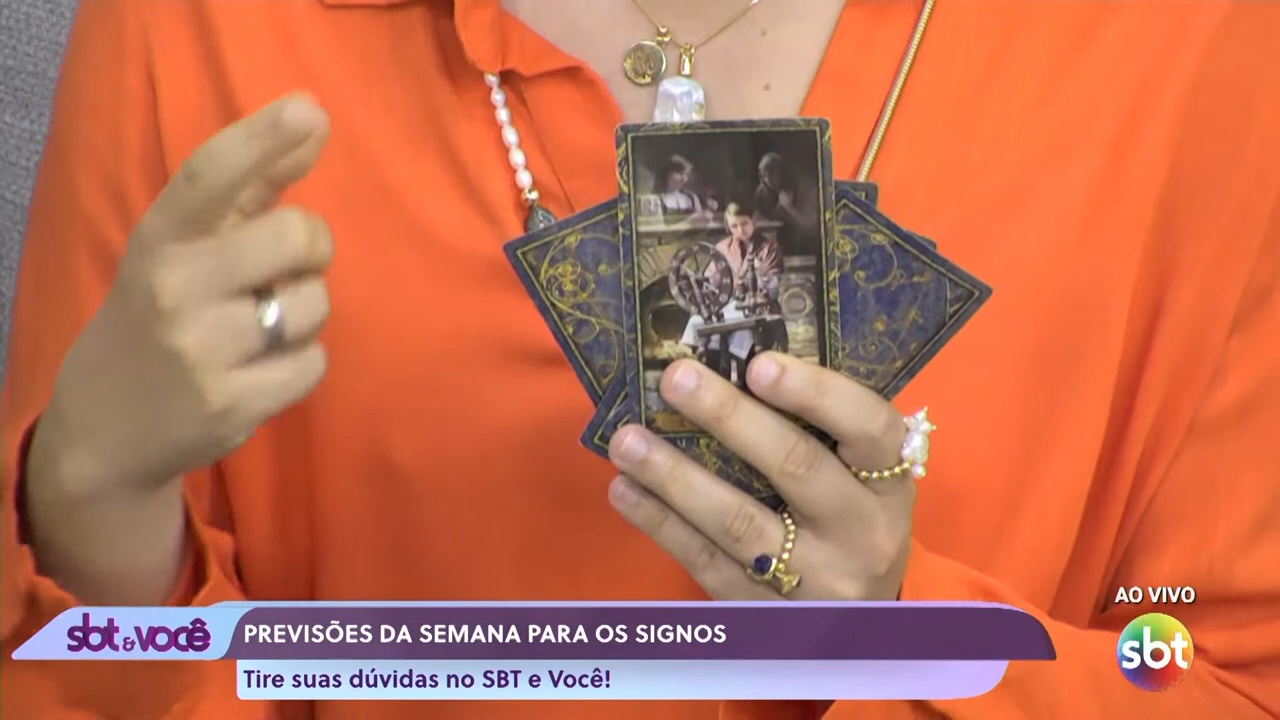 AO VIVO
sbt&você
PREVISÕES DA SEMANA PARA OS SIGNOS
Tire suas dúvidas no SBT e Você!
sbt